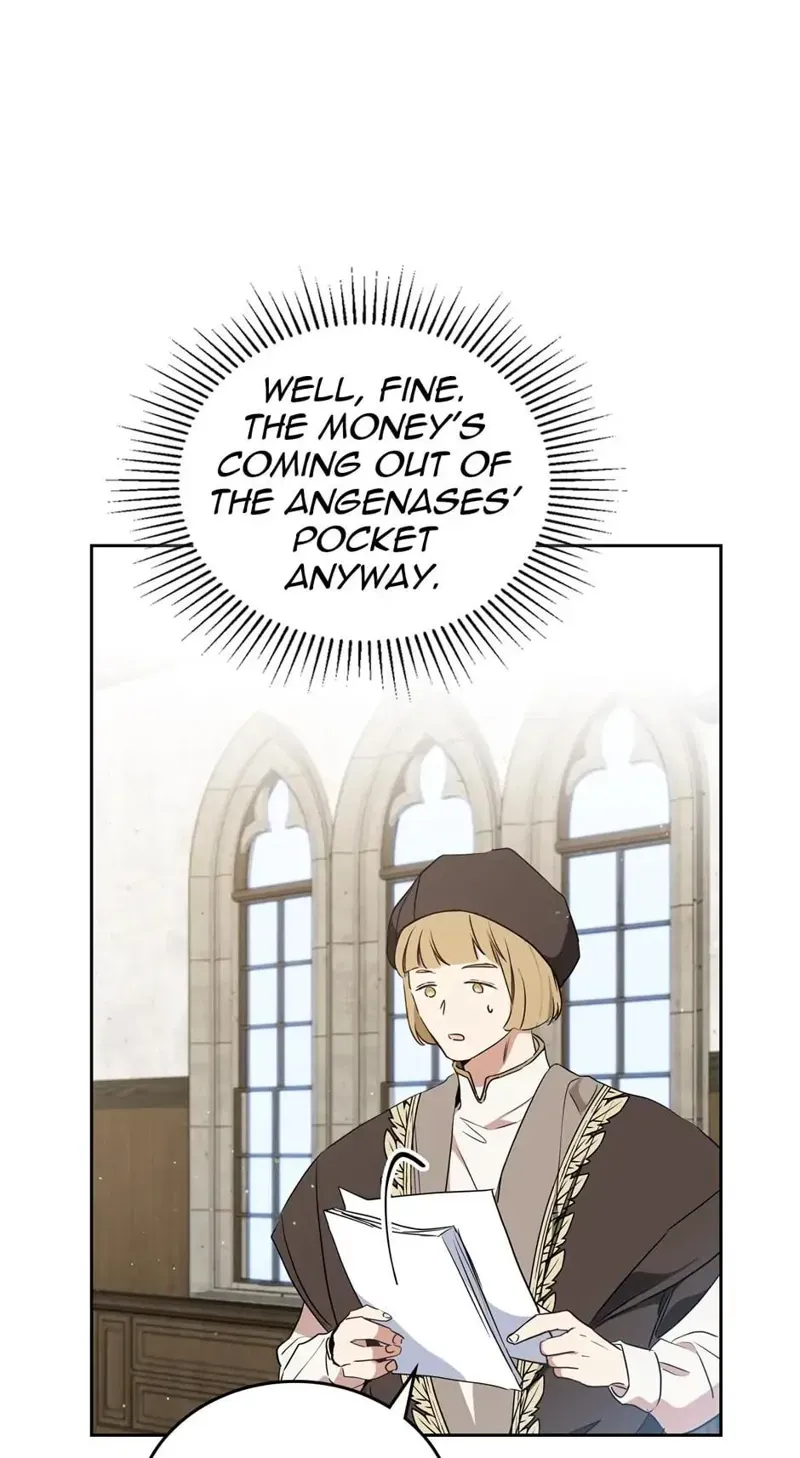 WELL, FINE.
THE MONEY'S
COMING OUT OF
THE ANGENASES'
POCKET
ANYWAY.